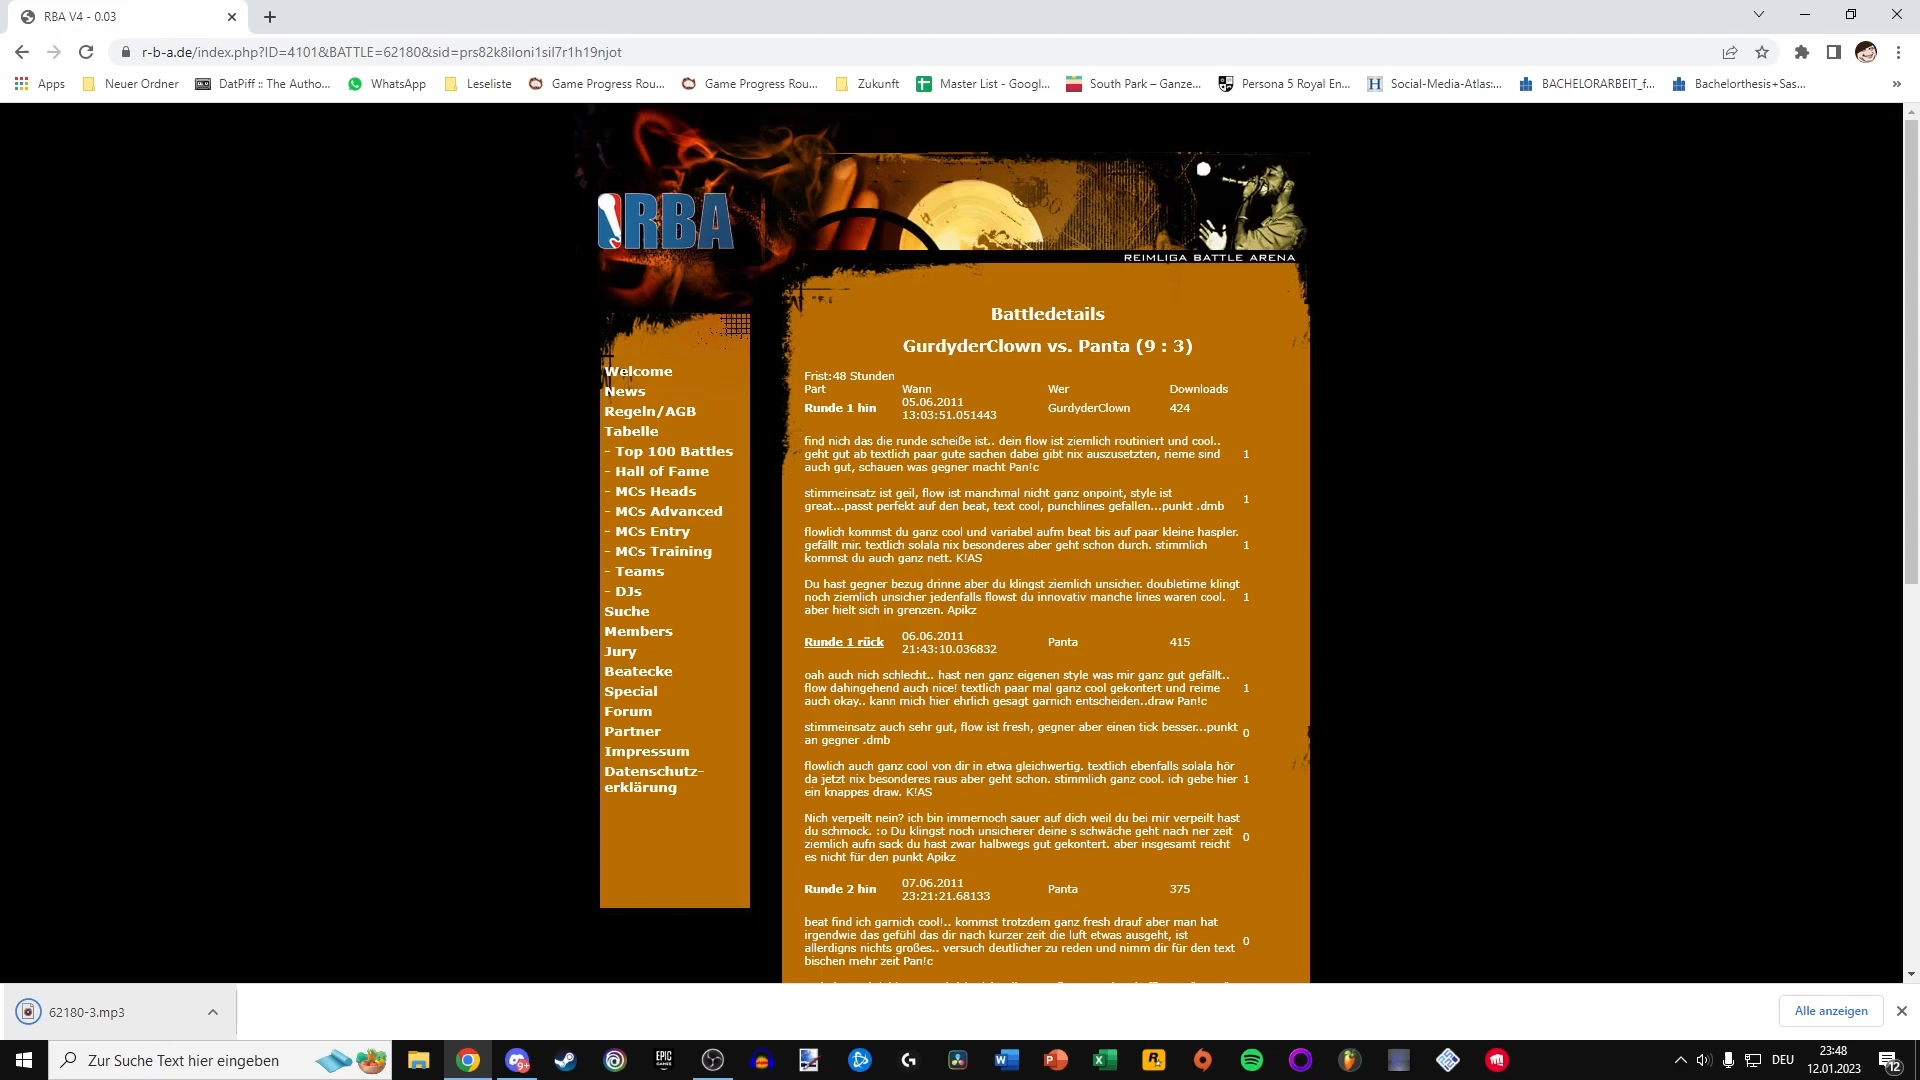 RBA V4 - 0.03
r-b-a.de/index.php?ID=4101&BATTLE=62180&sid=prs82k8iloni1sil7r1h19njot
Apps Neuer Ordner DatPiff :: The Autho... WhatsApp Leseliste Game Progress Rou... Game Progress Rou... Zukunft Master List - Googl... South Park – Ganze... Persona 5 Royal En... Social-Media-Atlas:... BACHELORARBEIT_f... Bachelorthesis+Sas... »
RBA
REIMLIGA BATTLE ARENA
Welcome
News
Regeln/AGB
Tabelle
- Top 100 Battles
- Hall of Fame
- MCs Heads
- MCs Advanced
- MCs Entry
- MCs Training
- Teams
- DJs
Suche
Members
Jury
Beatecke
Special
Forum
Partner
Impressum
Datenschutz-
erklärung
Battledetails
GurdyderClown vs. Panta (9 : 3)
Frist:48 Stunden
Part Wann Wer Downloads
Runde 1 hin 05.06.2011 13:03:51.051443 GurdyderClown 424
find nich das die runde scheiße ist.. dein flow ist ziemlich routiniert und cool..
geht gut ab textlich paar gute sachen dabei gibt nix auszusetzten, rieme sind 1
auch gut, schauen was gegner macht Pan!c
stimmeinsatz ist geil, flow ist manchmal nicht ganz onpoint, style ist 1
great...passt perfekt auf den beat, text cool, punchlines gefallen...punkt .dmb
flowlich kommst du ganz cool und variabel aufm beat bis auf paar kleine haspler.
gefällt mir. textlich solala nix besonderes aber geht schon durch. stimmlich 1
kommst du auch ganz nett. K!AS
Du hast gegner bezug drinne aber du klingst ziemlich unsicher. doubletime klingt
noch ziemlich unsicher jedenfalls flowst du innovativ manche lines waren cool. 1
aber hielt sich in grenzen. Apikz
Runde 1 rück 06.06.2011 21:43:10.036832 Panta 415
oah auch nich schlecht.. hast nen ganz eigenen style was mir ganz gut gefällt..
flow dahingehend auch nice! textlich paar mal ganz cool gekontert und reime 1
auch okay.. kann mich hier ehrlich gesagt garnich entscheiden..draw Pan!c
stimmeinsatz auch sehr gut, flow ist fresh, gegner aber einen tick besser...punkt 0
an gegner .dmb
flowlich auch ganz cool von dir in etwa gleichwertig. textlich ebenfalls solala hör
da jetzt nix besonderes raus aber geht schon. stimmlich ganz cool. ich gebe hier 1
ein knappes draw. K!AS
Nich verpeilt nein? ich bin immernoch sauer auf dich weil du bei mir verpeilt hast
du schmock. :o Du klingst noch unsicherer deine s schwäche geht nach ner zeit 0
ziemlich aufn sack du hast zwar halbwegs gut gekontert. aber insgesamt reicht
es nicht für den punkt Apikz
Runde 2 hin 07.06.2011 23:21:21.68133 Panta 375
beat find ich garnich cool!.. kommst trotzdem ganz fresh drauf aber man hat
irgendwie das gefühl das dir nach kurzer zeit die luft etwas ausgeht, ist 0
allerdigns nichts großes.. versuch deutlicher zu reden und nimm dir für den text
bischen mehr zeit Pan!c
62180-3.mp3
Alle anzeigen
Zur Suche Text hier eingeben
EPIC GAMES
DEU
23:48
12.01.2023
12